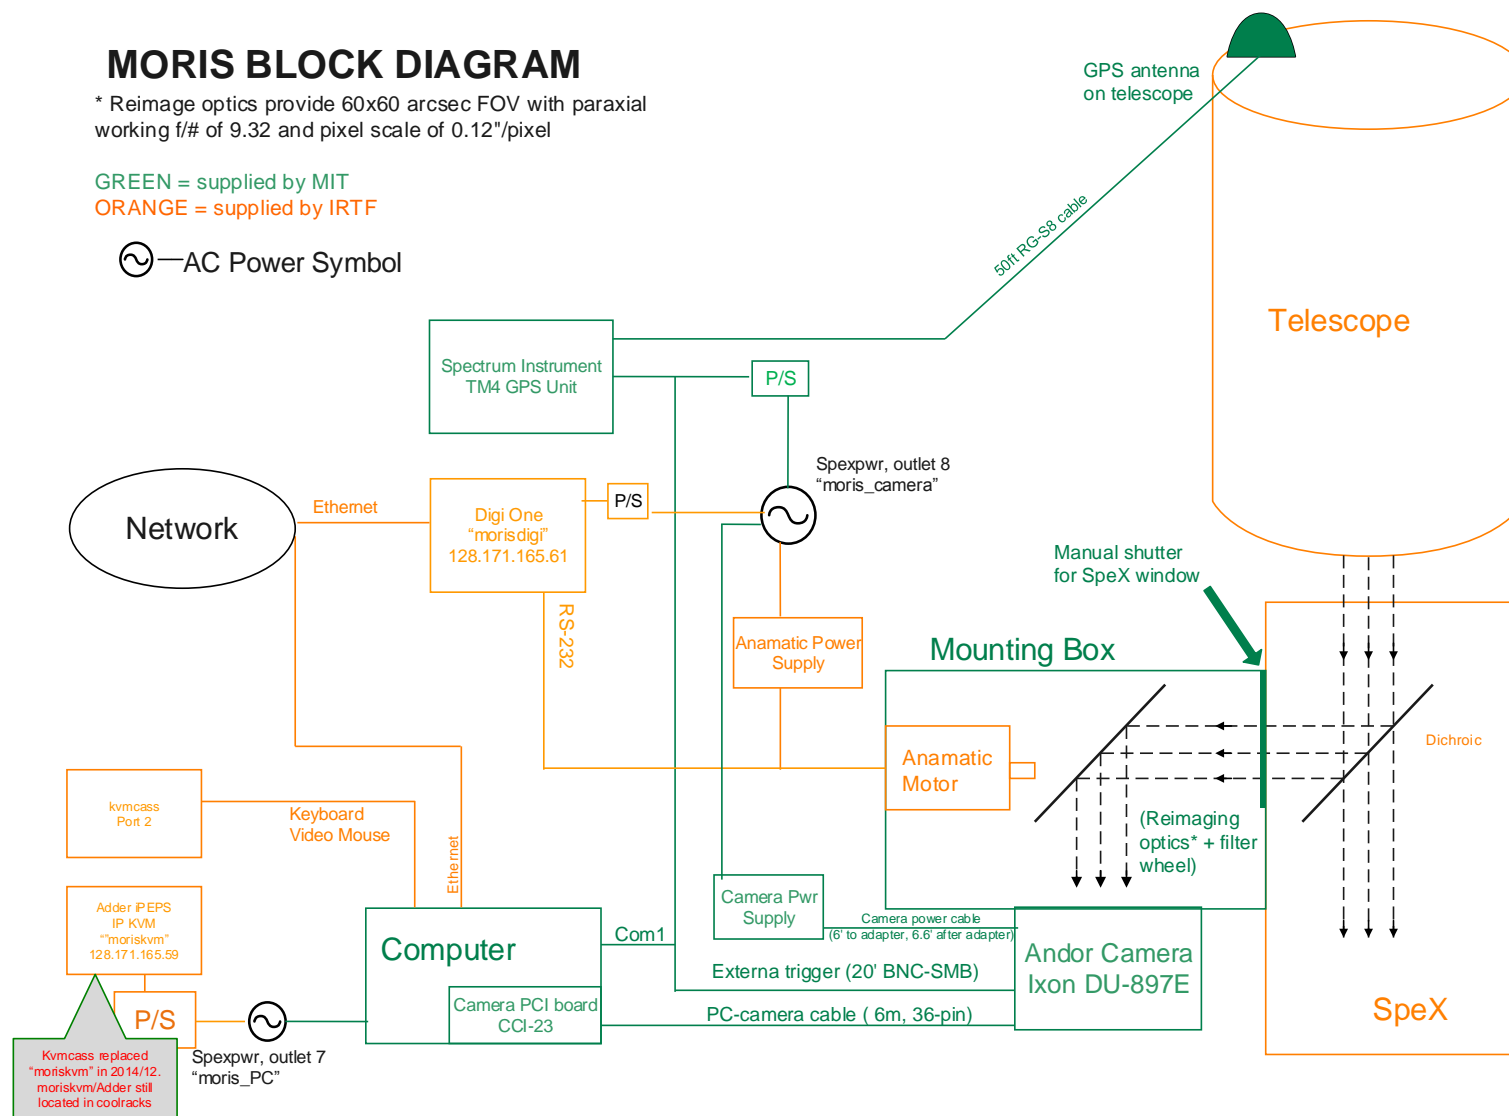 MORIS BLOCK DIAGRAM
* Reimage optics provide 60x60 arcsec FOV with paraxial
working f/# of 9.32 and pixel scale of 0.12"/pixel
GREEN = supplied by MIT
ORANGE = supplied by IRTF
AC Power Symbol
GPS antenna
on telescope
50ft RG-S8 cable
Telescope
Spectrum Instrument
TM4 GPS Unit
P/S
Spexpwr, outlet 8
“moris_camera”
Network
Ethernet
Digi One
“morisdigi”
128.171.165.61
P/S
RS-232
Anamatic Power
Supply
Manual shutter
for SpeX window
Mounting Box
Anamatic
Motor
Dichroic
(Reimaging
optics* + filter
wheel)
kvmcass
Port 2
Keyboard
Video Mouse
Ethernet
Adder iPEPS
IP KVM
“"moriskvm”
128.171.165.59
P/S
Spexpwr, outlet 7
“moris_PC”
Kvmcass replaced
“moriskvm” in 2014/12.
moriskvm/Adder still
located in coolracks
Computer
Camera PCI board
CCI-23
Com1
Camera Pwr
Supply
Camera power cable
(6' to adapter, 6.6' after adapter)
Externa trigger (20' BNC-SMB)
PC-camera cable ( 6m, 36-pin)
Andor Camera
Ixon DU-897E
SpeX